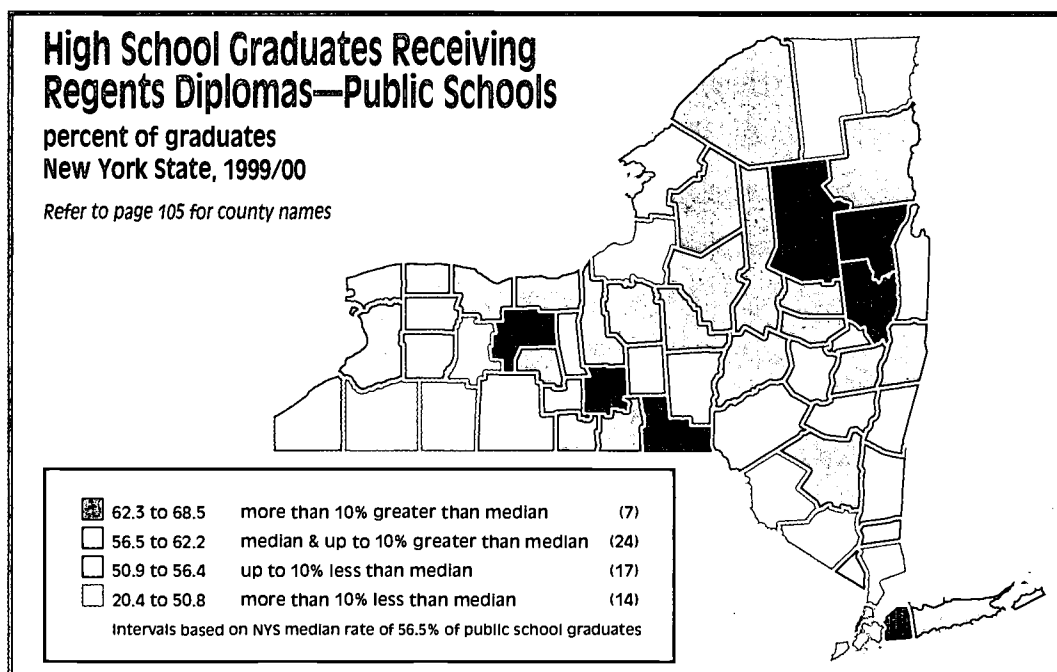 High School Graduates Receiving
Regents Diplomas—Public Schools
percent of graduates
New York State, 1999/00
Refer to page 105 for county names
62.3 to 68.5 more than 10% greater than median (7)
56.5 to 62.2 median & up to 10% greater than median (24)
50.9 to 56.4 up to 10% less than median (17)
20.4 to 50.8 more than 10% less than median (14)
Intervals based on NYS median rate of 56.5% of public school graduates